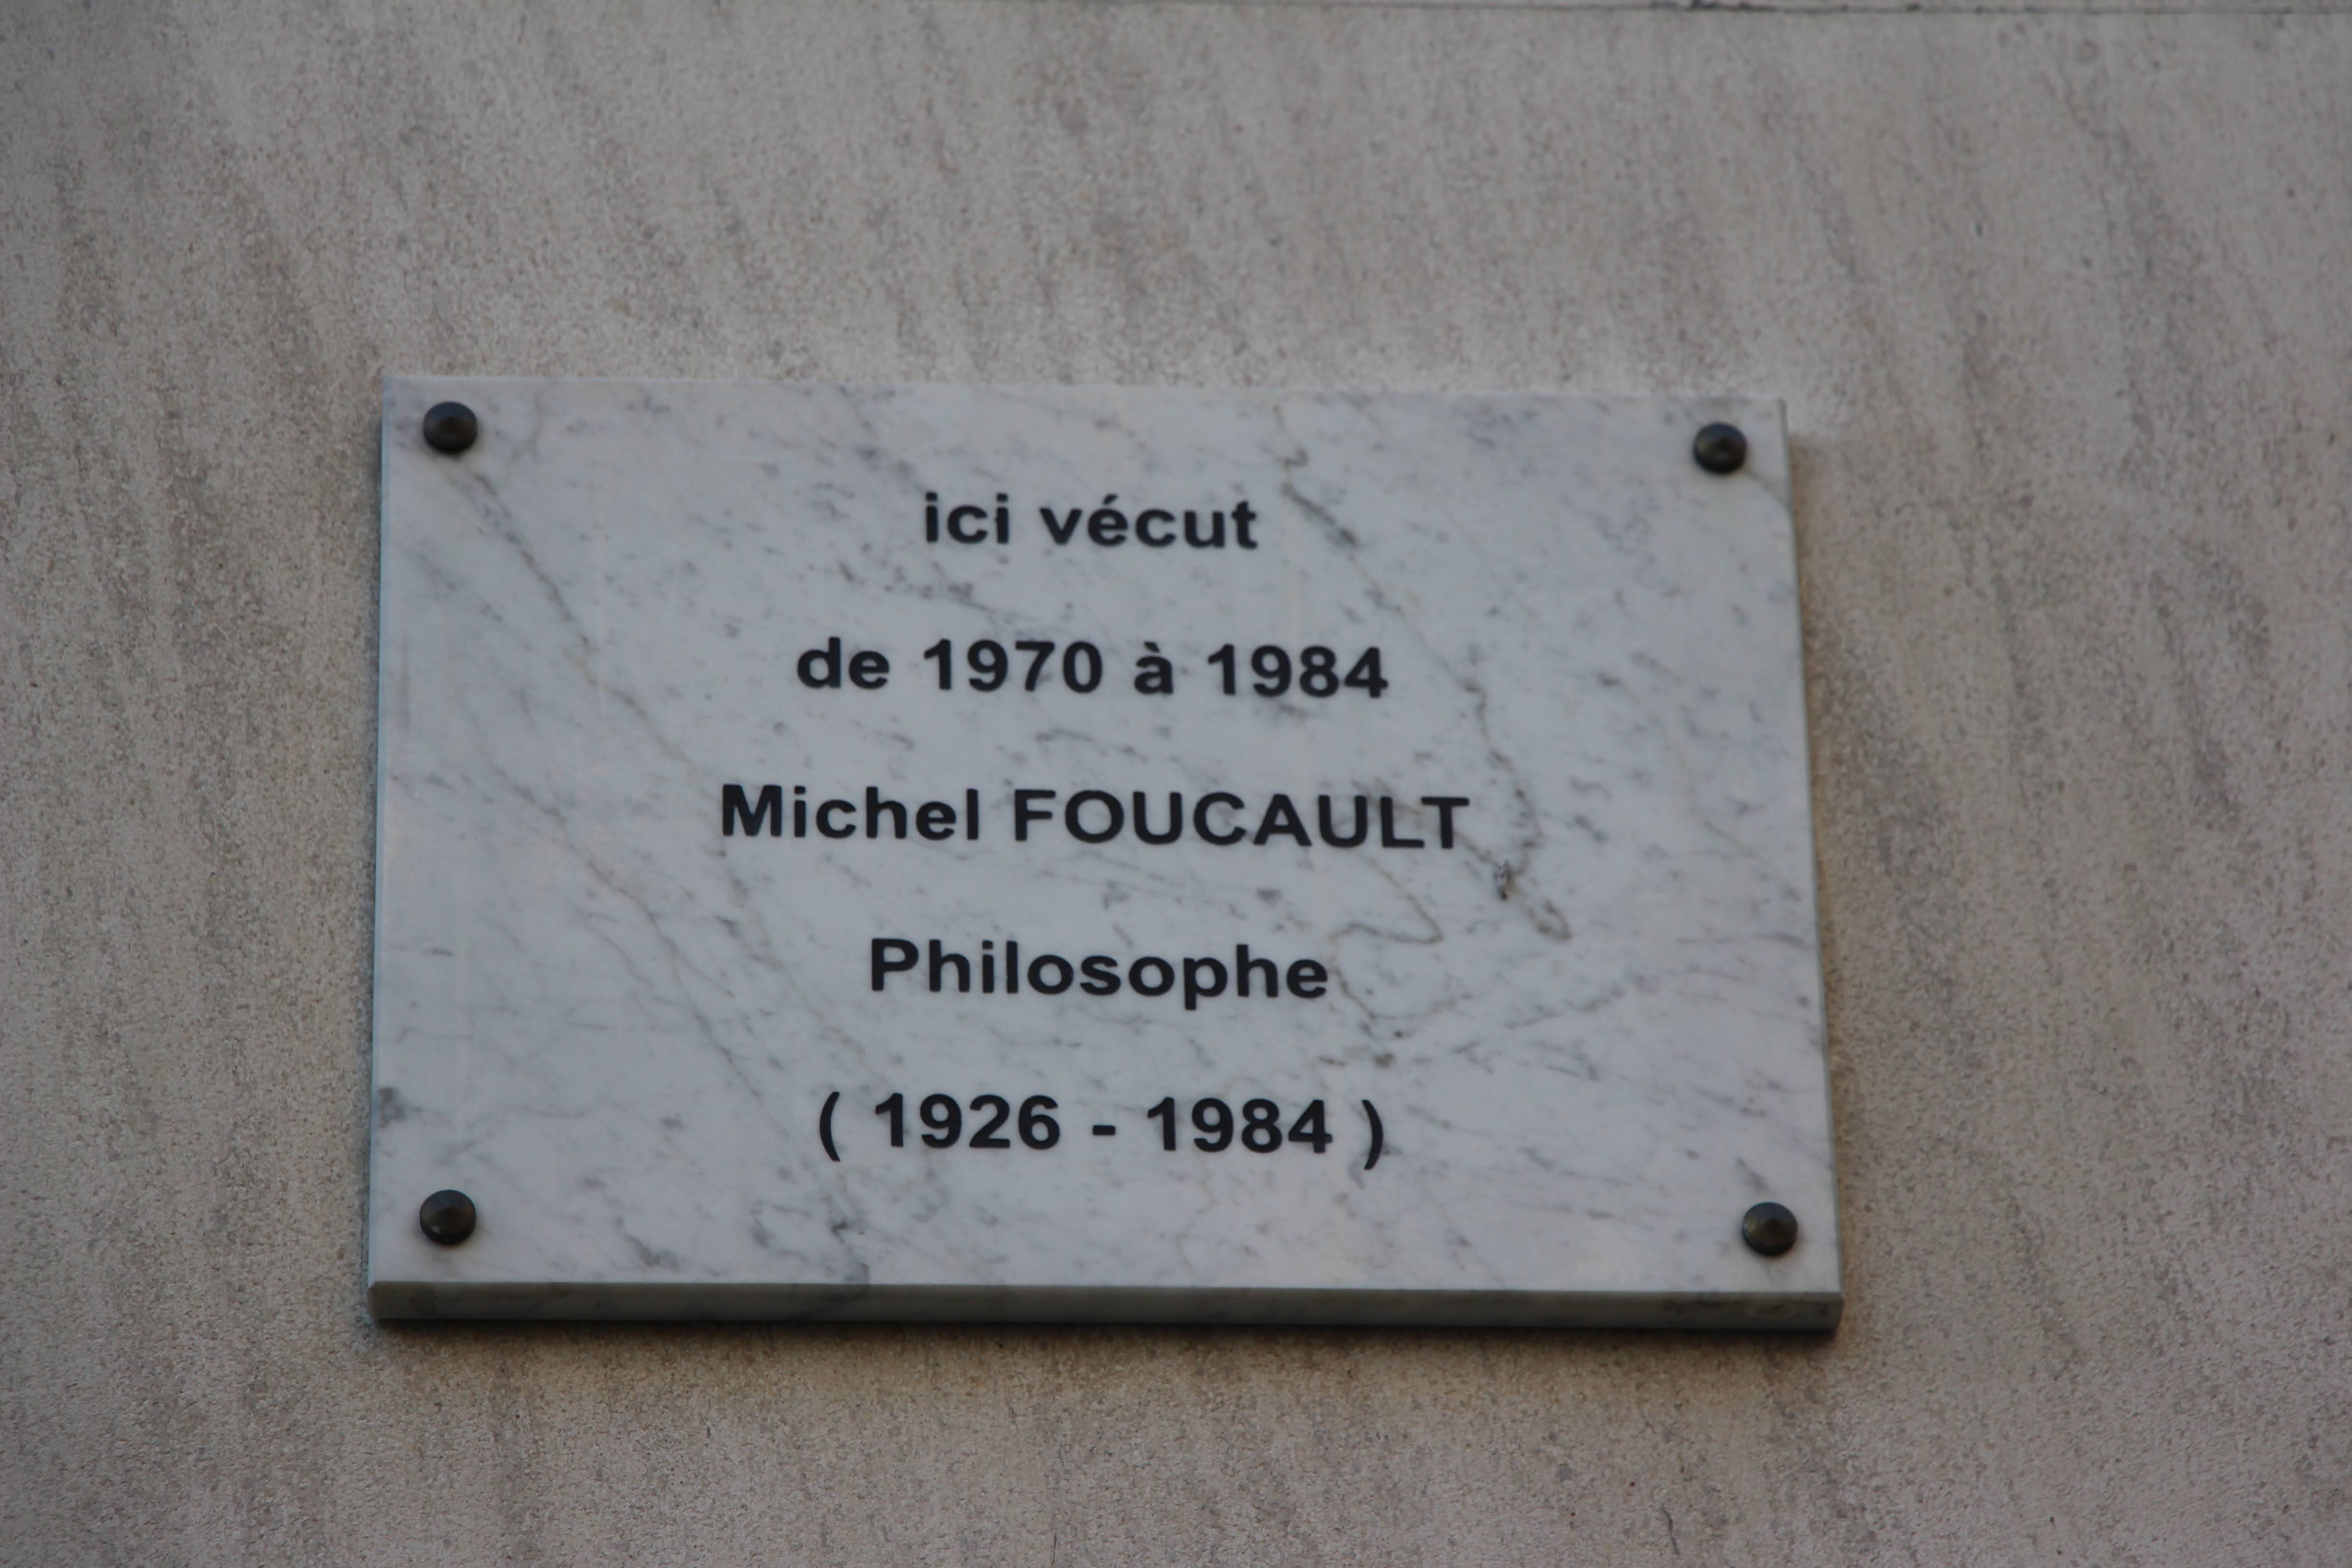 ici vécut
de 1970 à 1984
Michel FOUCAULT
Philosophe
( 1926 - 1984 )